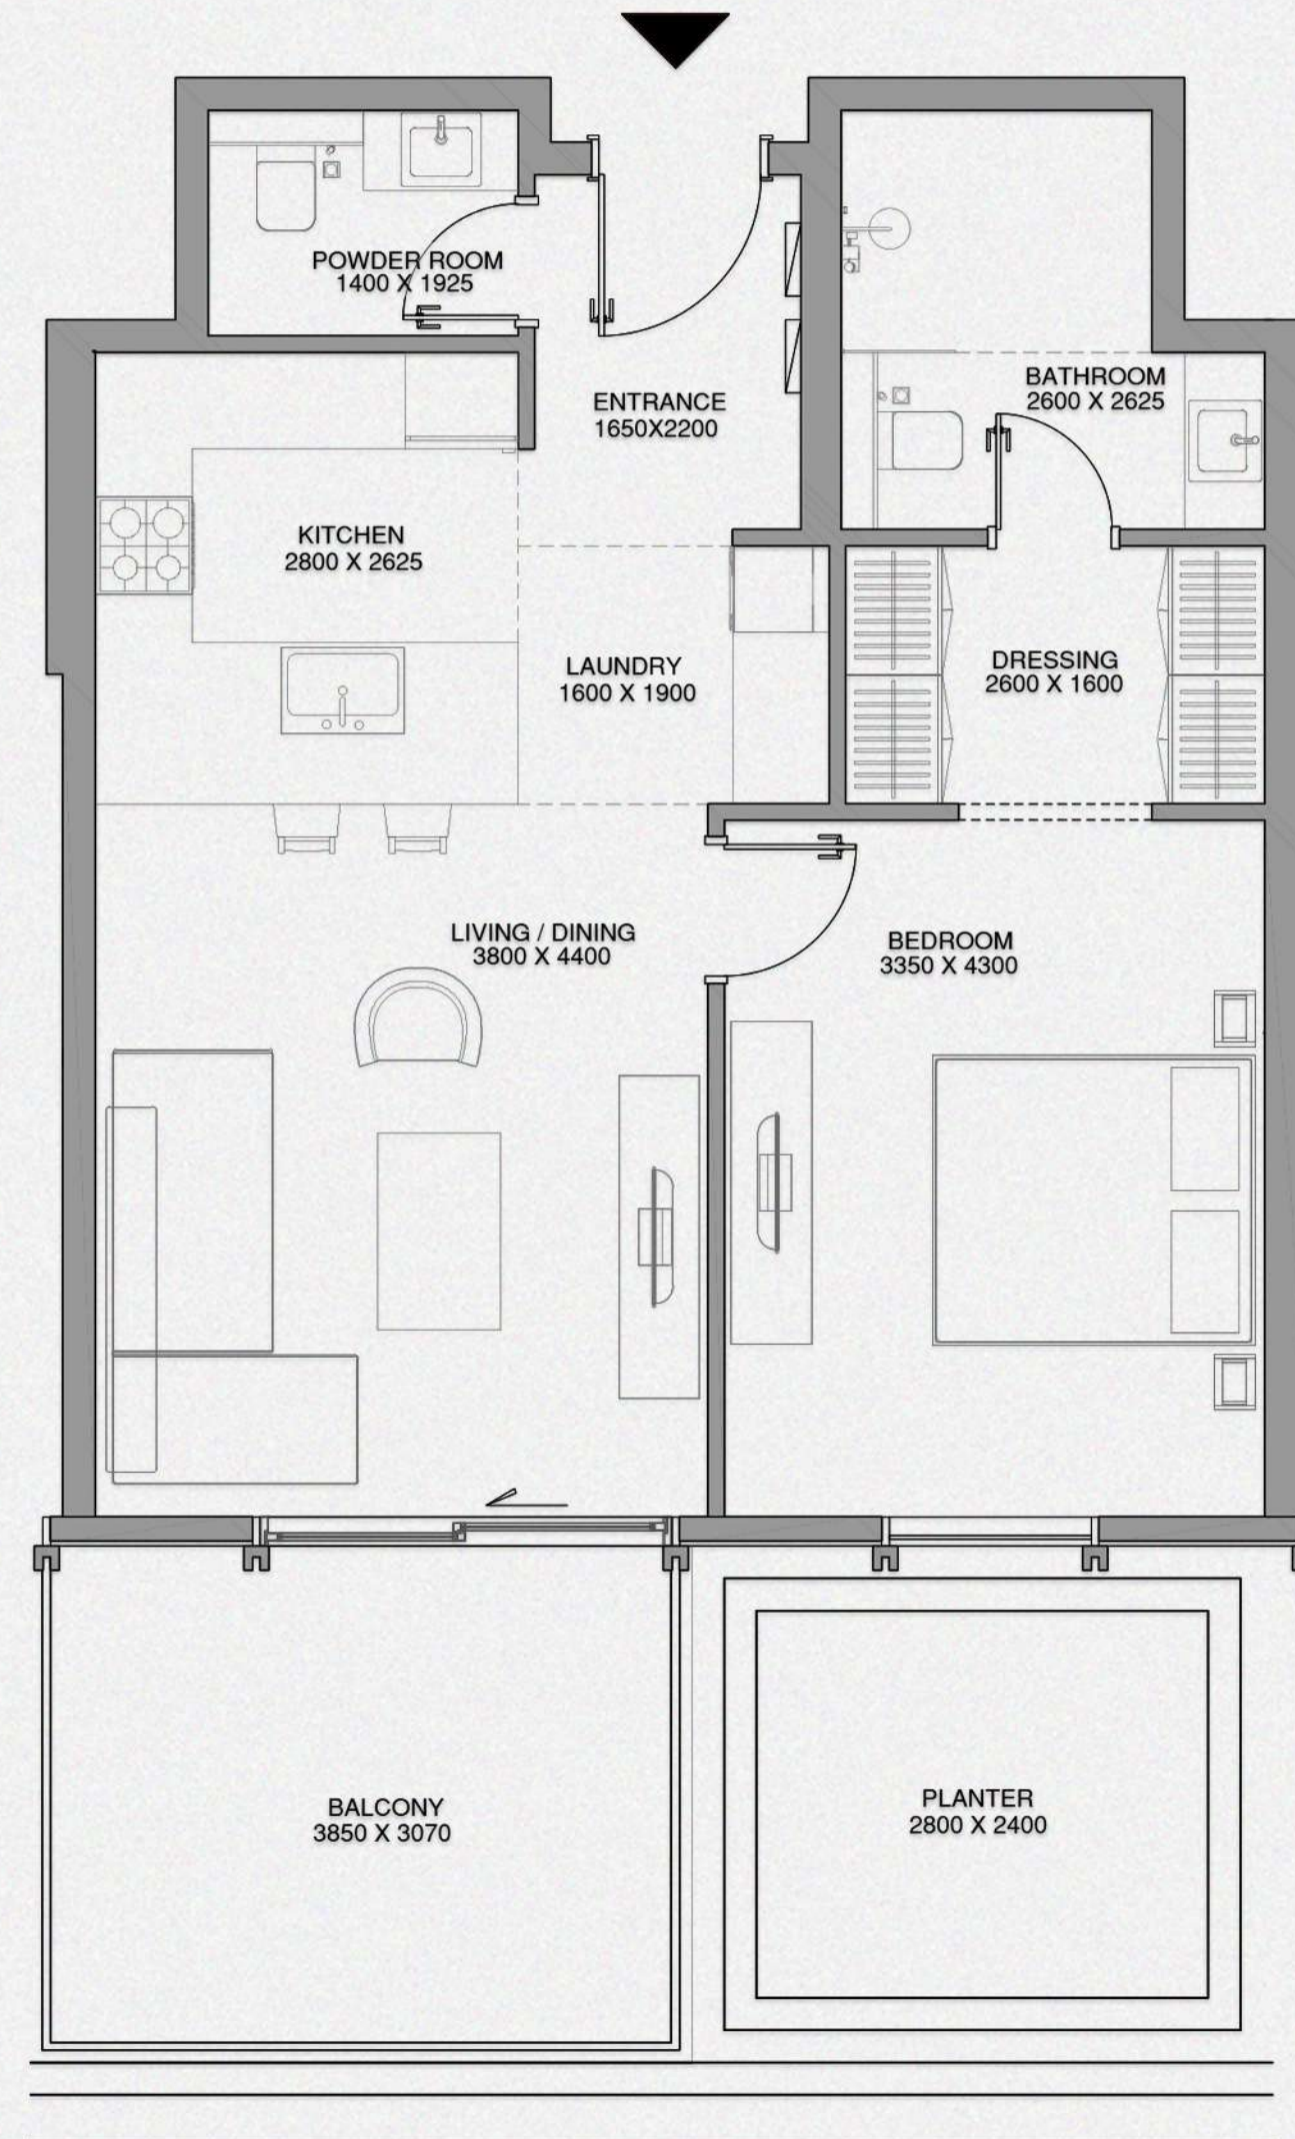 POWDER ROOM
1400 X 1925
ENTRANCE
1650X2200
BATHROOM
2600 X 2625
KITCHEN
2800 X 2625
LAUNDRY
1600 X 1900
DRESSING
2600 X 1600
LIVING / DINING
3800 X 4400
BEDROOM
3350 X 4300
BALCONY
3850 X 3070
PLANTER
2800 X 2400